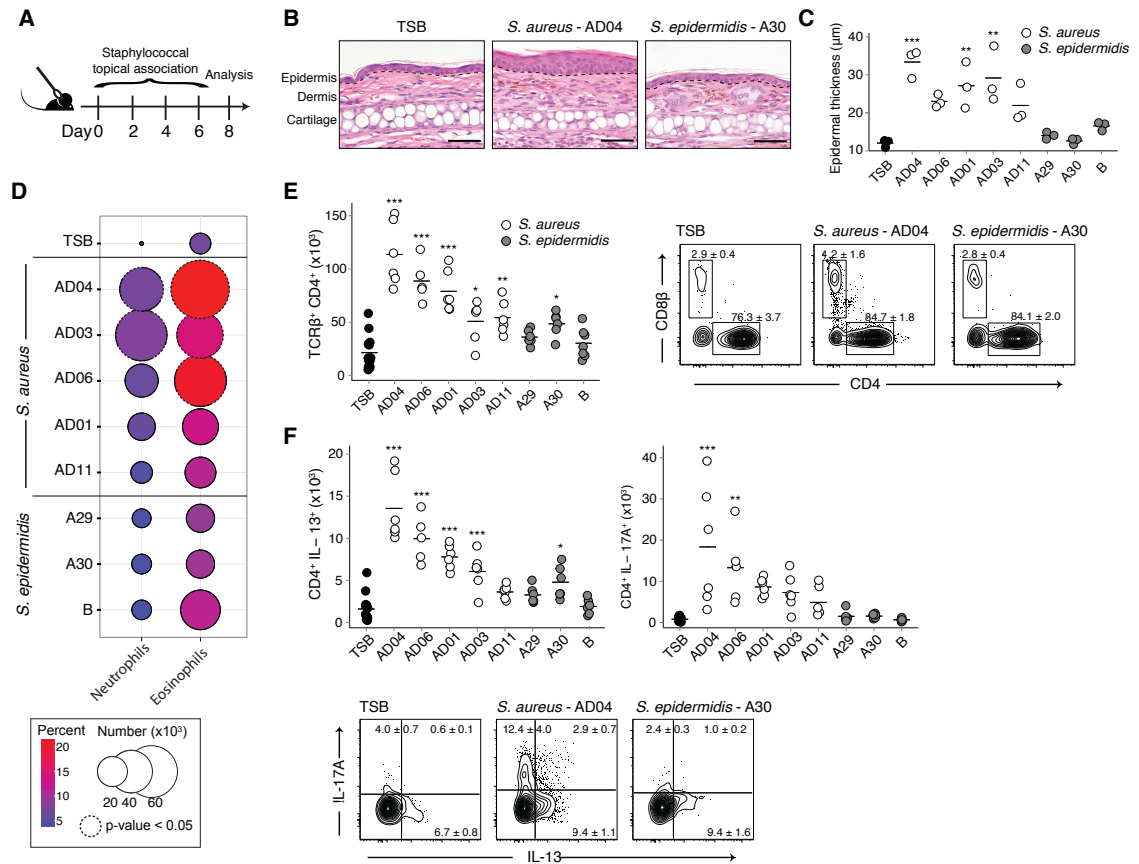 A
Staphylococcal
topical association
Analysis
Day
0 2 4 6 8
B
TSB
S. aureus - AD04
S. epidermidis - A30
Epidermis
Dermis
Cartilage
C
Epidermal thickness (µm)
40
30
20
10
S. aureus
S. epidermidis
***
**
**
TSB AD04 AD06 AD01 AD03 AD11 A29 A30 B
D
TSB
AD04
AD03
AD06
AD01
AD11
A29
A30
B
S. aureus
S. epidermidis
Neutrophils
Eosinophils
Percent
20
15
10
5
Number (x10³)
20 40 60
p-value < 0.05
E
TCRβ⁺ CD4⁺ (x10³)
150
100
50
0
S. aureus
S. epidermidis
***
***
***
*
**
*
TSB AD04 AD06 AD01 AD03 AD11 A29 A30 B
TSB
S. aureus - AD04
S. epidermidis - A30
2.9 ± 0.4
76.3 ± 3.7
4.2 ± 1.6
84.7 ± 1.8
2.8 ± 0.4
84.1 ± 2.0
CD8β
CD4
F
CD4⁺ IL– 13⁺ (x10³)
20
15
10
5
0
***
***
***
***
*
TSB AD04 AD06 AD01 AD03 AD11 A29 A30 B
CD4⁺ IL– 17A⁺ (x10³)
40
30
20
10
0
***
**
TSB AD04 AD06 AD01 AD03 AD11 A29 A30 B
TSB
S. aureus - AD04
S. epidermidis - A30
4.0 ± 0.7 0.6 ± 0.1
6.7 ± 0.8
12.4 ± 4.0 2.9 ± 0.7
9.4 ± 1.1
2.4 ± 0.3 1.0 ± 0.2
9.4 ± 1.6
IL-17A
IL-13